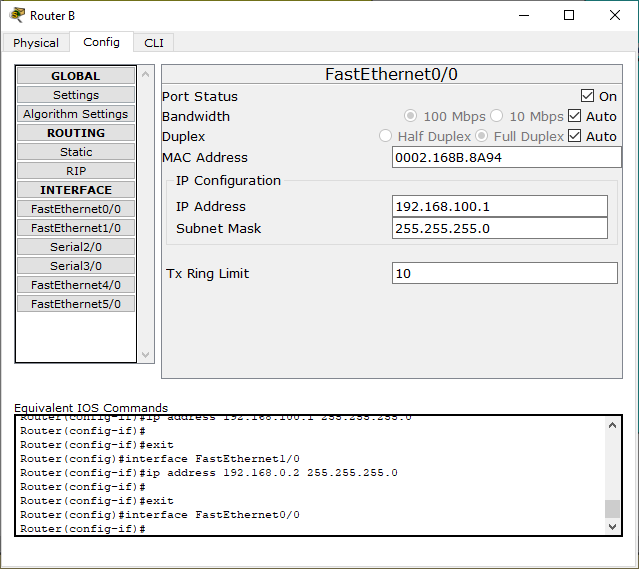 Router B
Physical
Config
CLI
GLOBAL
Settings
Algorithm Settings
ROUTING
Static
RIP
INTERFACE
FastEthernet0/0
FastEthernet1/0
Serial2/0
Serial3/0
FastEthernet4/0
FastEthernet5/0
FastEthernet0/0
Port Status On
Bandwidth 100 Mbps 10 Mbps Auto
Duplex Half Duplex Full Duplex Auto
MAC Address 0002.168B.8A94
IP Configuration
IP Address 192.168.100.1
Subnet Mask 255.255.255.0
Tx Ring Limit 10
Equivalent IOS Commands
Router(config-if)#ip address 192.168.100.1 255.255.255.0
Router(config-if)#
Router(config-if)#exit
Router(config)#interface FastEthernet1/0
Router(config-if)#ip address 192.168.0.2 255.255.255.0
Router(config-if)#
Router(config-if)#exit
Router(config)#interface FastEthernet0/0
Router(config-if)#